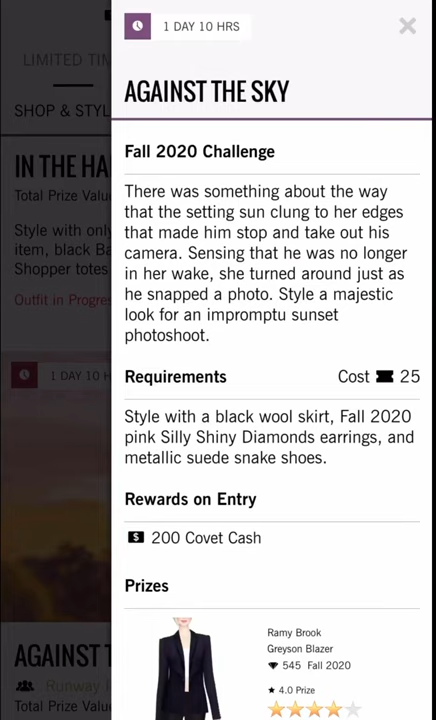 1 DAY 10 HRS
LIMITED TIM
SHOP & STYL
AGAINST THE SKY
Fall 2020 Challenge
IN THE HA
Total Prize Value
Style with only
item, black Ba
Shopper totes
Outfit in Progres
There was something about the way
that the setting sun clung to her edges
that made him stop and take out his
camera. Sensing that he was no longer
in her wake, she turned around just as
he snapped a photo. Style a majestic
look for an impromptu sunset
photoshoot.
1 DAY 10 H
Requirements
Cost 25
Style with a black wool skirt, Fall 2020
pink Silly Shiny Diamonds earrings, and
metallic suede snake shoes.
Rewards on Entry
$ 200 Covet Cash
Prizes
Ramy Brook
Greyson Blazer
545 Fall 2020
4.0 Prize
AGAINST T
Runway
Total Prize Value